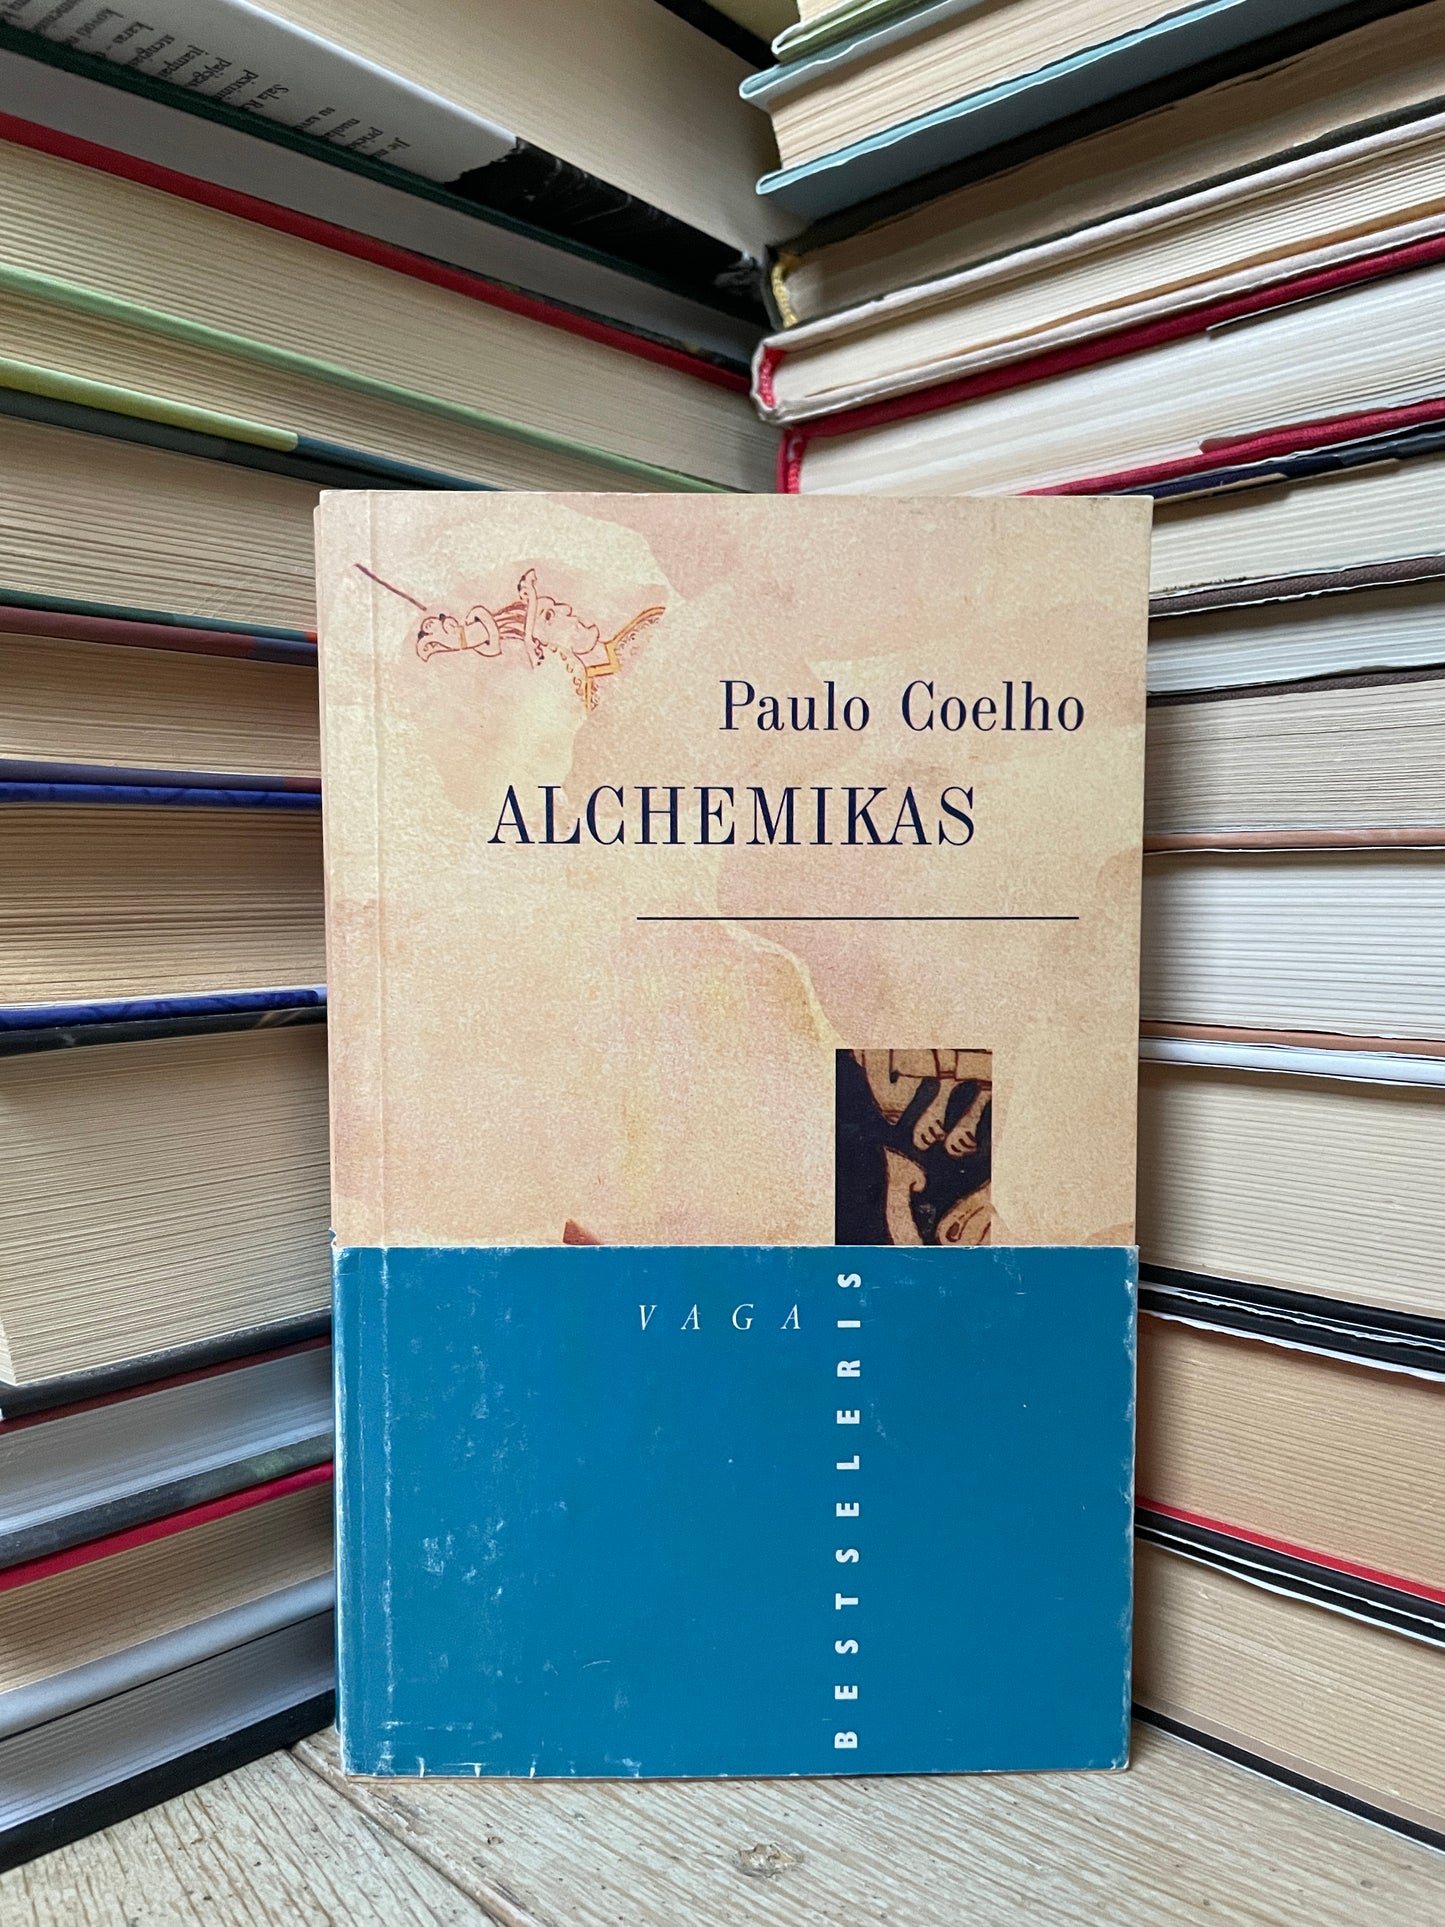 Paulo Coelho
ALCHEMIKAS
VAGA
BESTSELERIS